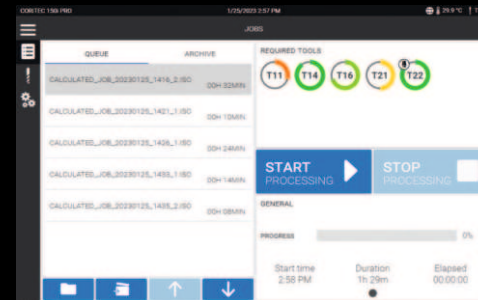 CORITEC 150i PRO
1/25/2023 2:57 PM
29.9 °C
JOBS
QUEUE
ARCHIVE
CALCULATED_JOB_20230125_1416_2.ISO
00H 32MIN
CALCULATED_JOB_20230125_1421_1.ISO
00H 10MIN
CALCULATED_JOB_20230125_1426_1.ISO
00H 24MIN
CALCULATED_JOB_20230125_1433_1.ISO
00H 14MIN
CALCULATED_JOB_20230125_1435_2.ISO
00H 08MIN
REQUIRED TOOLS
T11 T14 T16 T21 T22
START
PROCESSING
STOP
PROCESSING
GENERAL
PROGRESS
0%
Start time
2:58 PM
Duration
1h 29m
Elapsed
00:00:00